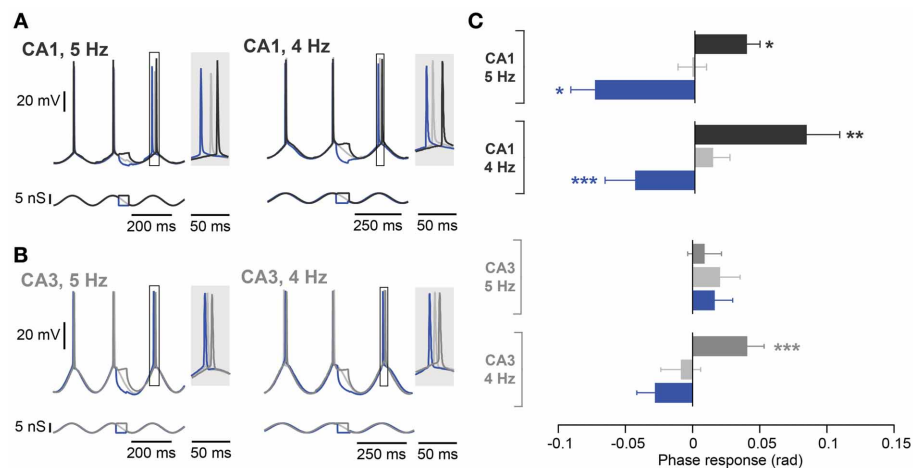 A
CA1, 5 Hz
CA1, 4 Hz
20 mV
5 nS
200 ms
50 ms
250 ms
50 ms
B
CA3, 5 Hz
CA3, 4 Hz
20 mV
5 nS
200 ms
50 ms
250 ms
50 ms
C
CA1
5 Hz
*
*
CA1
4 Hz
**
***
CA3
5 Hz
CA3
4 Hz
***
-0.1 -0.05 0 0.05 0.1 0.15
Phase response (rad)